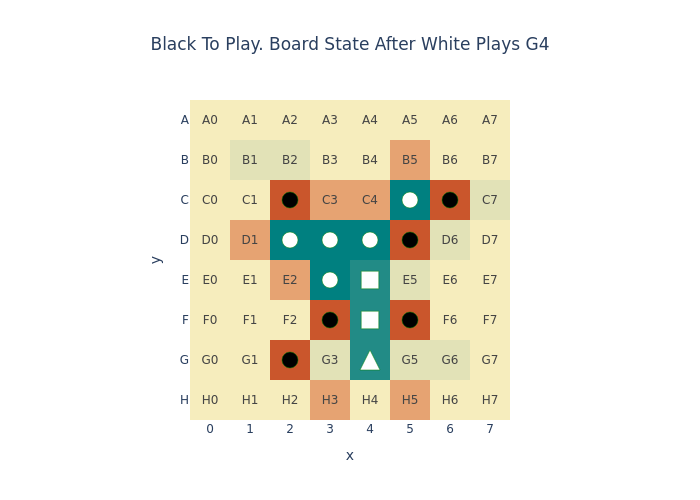 Black To Play. Board State After White Plays G4
A A0 A1 A2 A3 A4 A5 A6 A7
B B0 B1 B2 B3 B4 B5 B6 B7
C C0 C1 C3 C4 C7
D D0 D1 D6 D7
y
E E0 E1 E2 E5 E6 E7
F F0 F1 F2 F6 F7
G G0 G1 G3 G5 G6 G7
H H0 H1 H2 H3 H4 H5 H6 H7
0 1 2 3 4 5 6 7
x